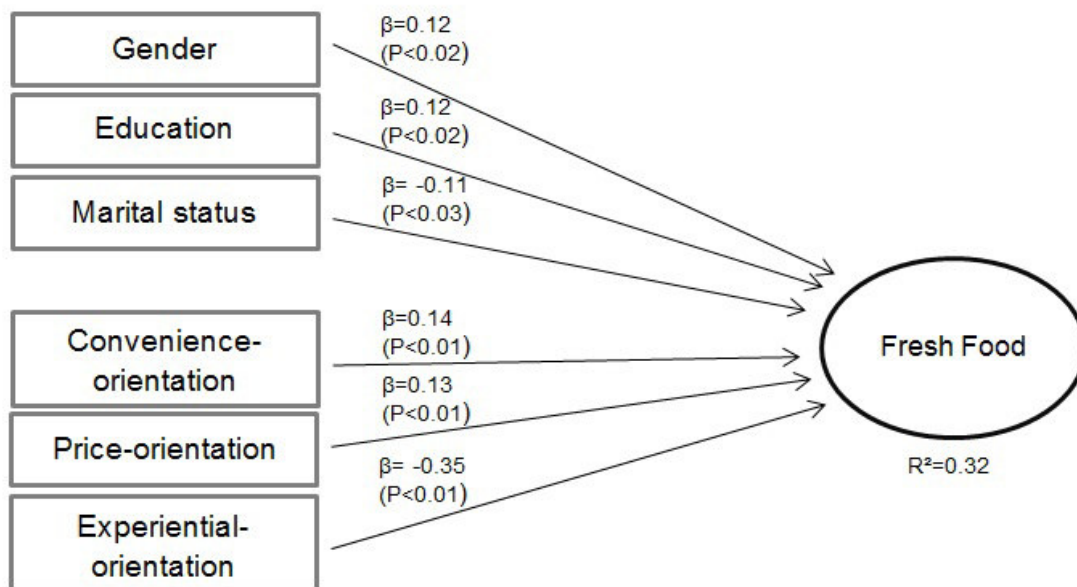 Gender
β=0.12
(P<0.02)
Education
β=0.12
(P<0.02)
Marital status
β= -0.11
(P<0.03)
Convenience-
orientation
β=0.14
(P<0.01)
Price-orientation
β=0.13
(P<0.01)
Experiential-
orientation
β= -0.35
(P<0.01)
Fresh Food
R²=0.32